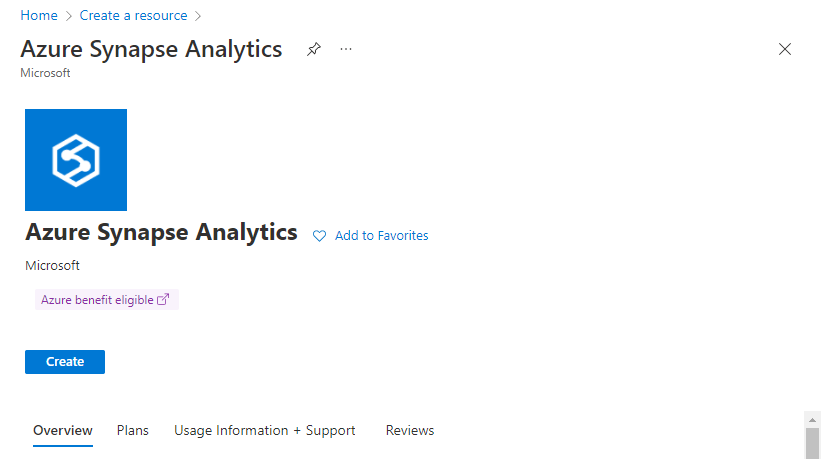 Home > Create a resource >
Azure Synapse Analytics ...
Microsoft
Azure Synapse Analytics Add to Favorites
Microsoft
Azure benefit eligible
Create
Overview Plans Usage Information + Support Reviews